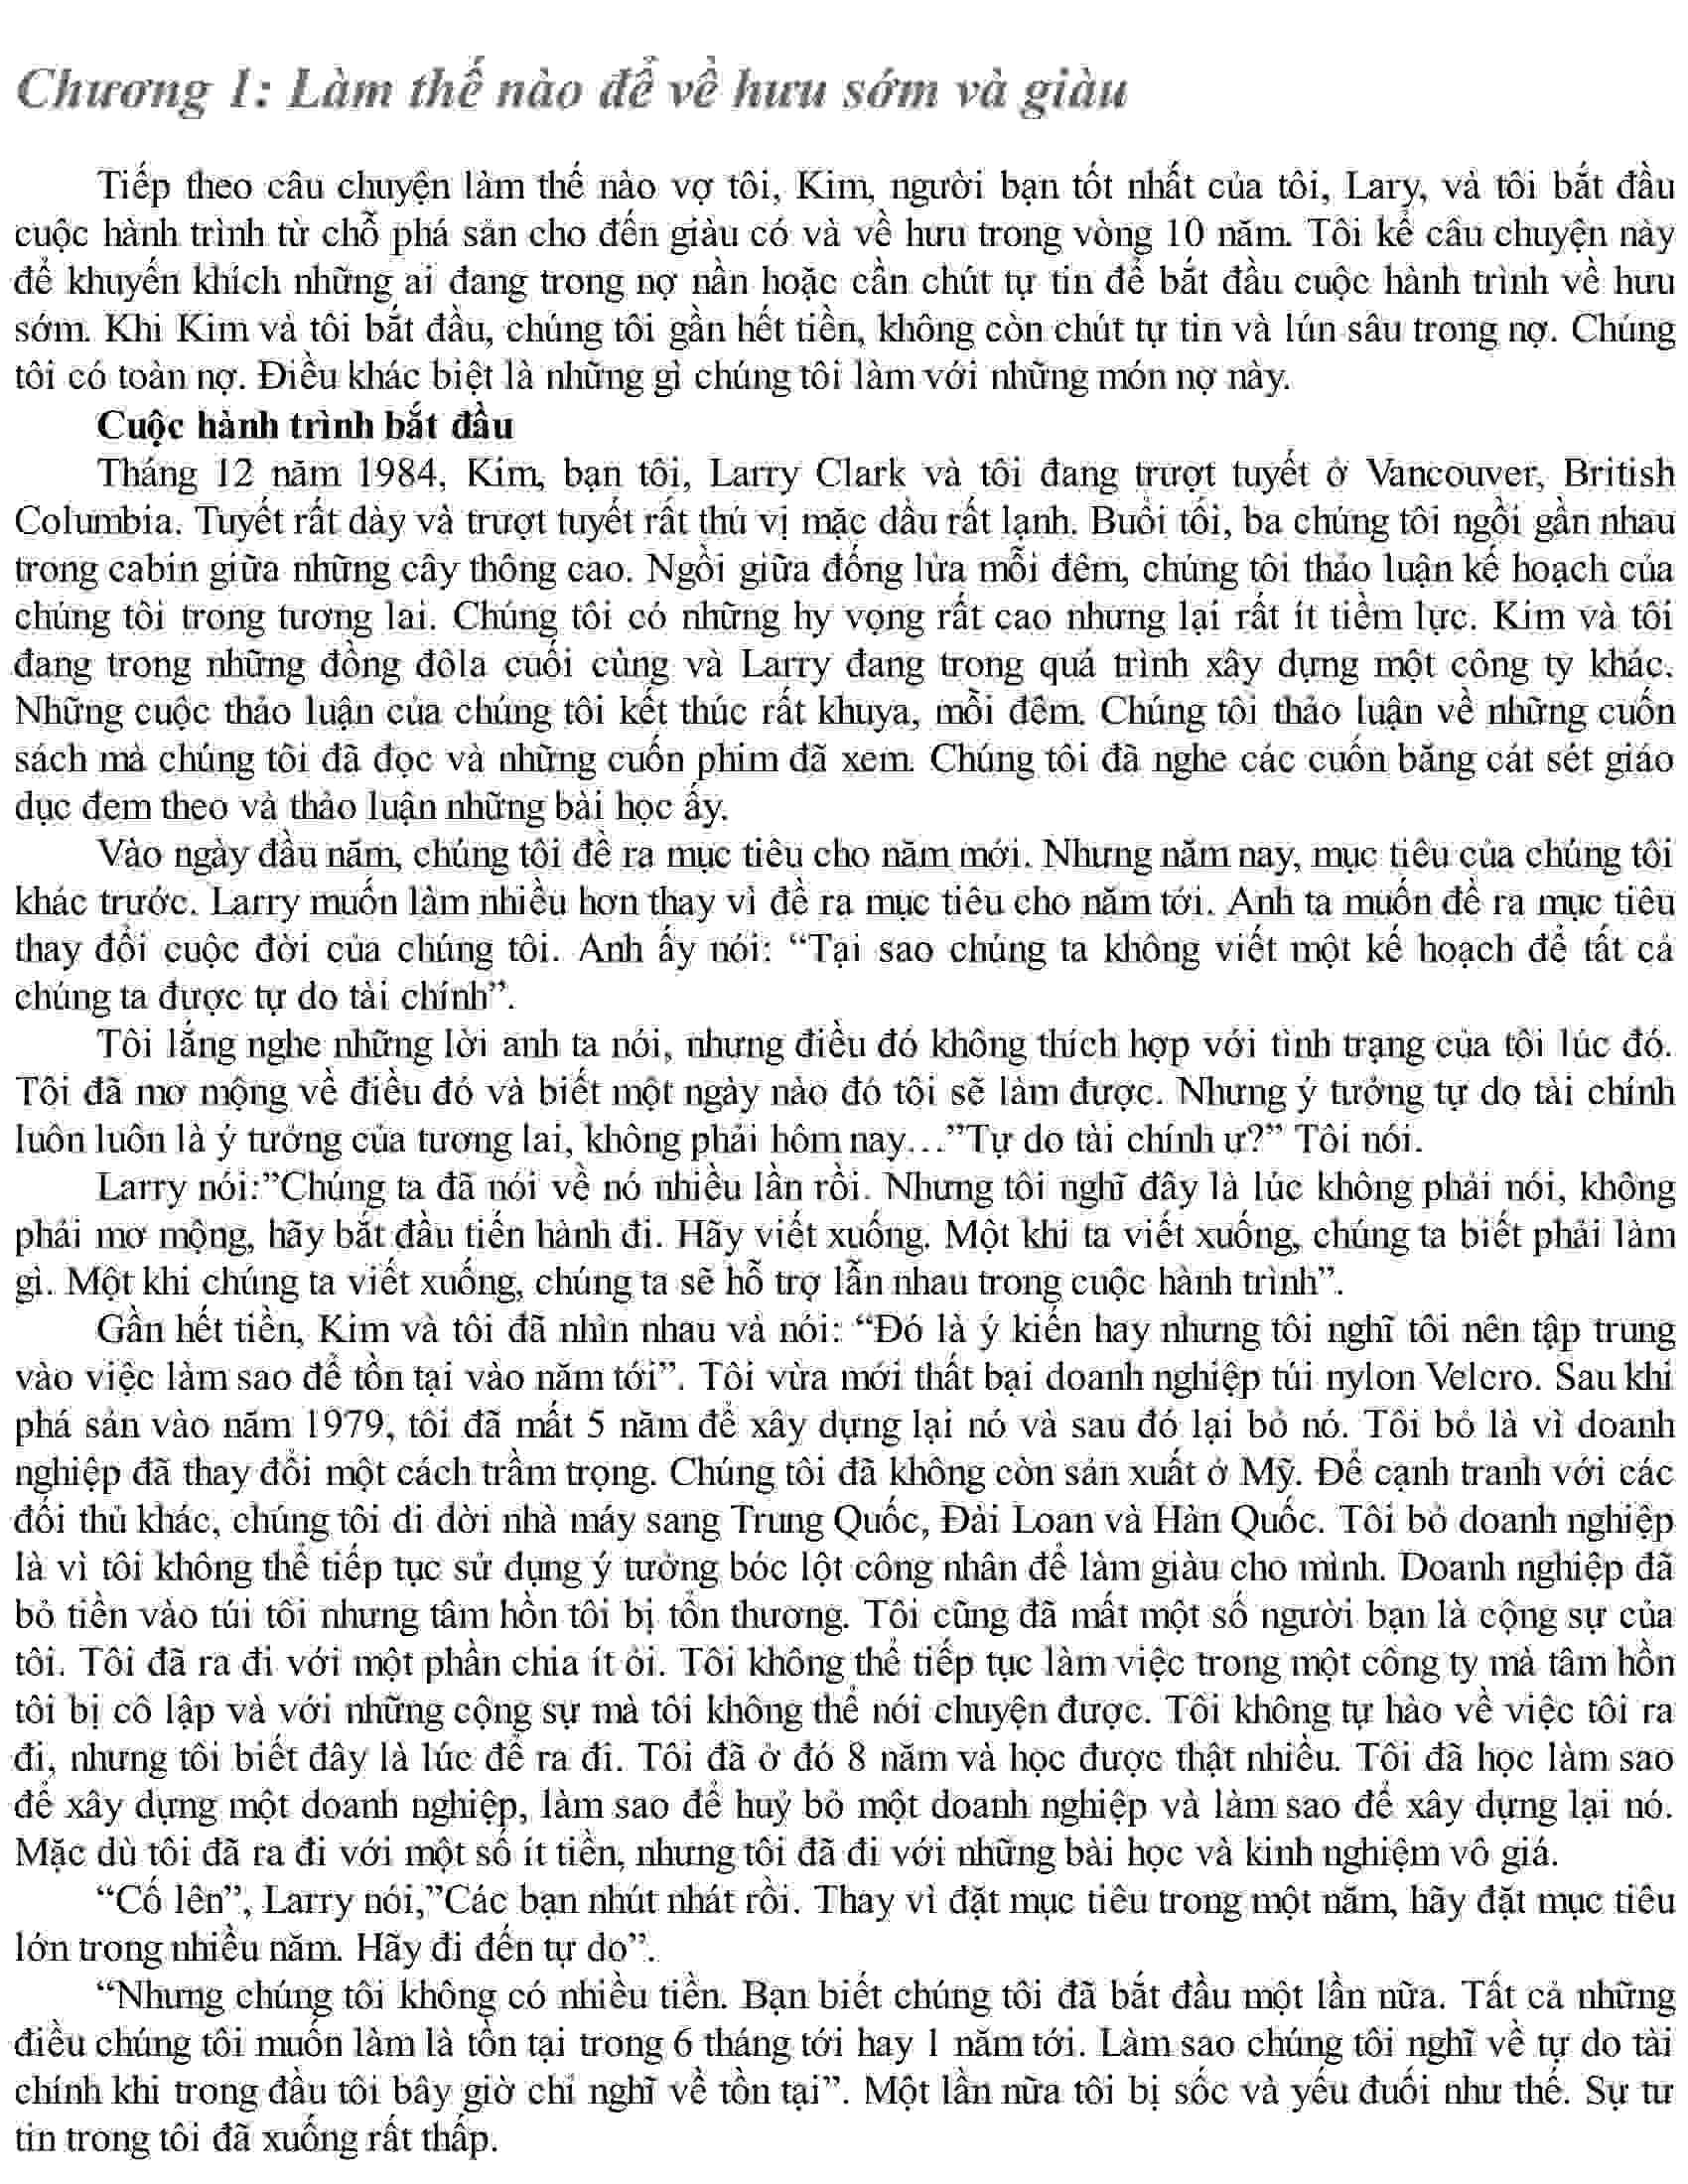 Chương 1: Làm thế nào để về hưu sớm và giàu
Tiếp theo câu chuyện làm thế nào vợ tôi, Kim, người bạn tốt nhất của tôi, Lary, và tôi bắt đầu
cuộc hành trình từ chỗ phá sản cho đến giàu có và về hưu trong vòng 10 năm. Tôi kể câu chuyện này
để khuyến khích những ai đang trong nợ nần hoặc cần chút tự tin để bắt đầu cuộc hành trình về hưu
sớm. Khi Kim và tôi bắt đầu, chúng tôi gần hết tiền, không còn chút tự tin và lún sâu trong nợ. Chúng
tôi có toàn nợ. Điều khác biệt là những gì chúng tôi làm với những món nợ này.
Cuộc hành trình bắt đầu
Tháng 12 năm 1984, Kim, bạn tôi, Larry Clark và tôi đang trượt tuyết ở Vancouver, British
Columbia. Tuyết rất dày và trượt tuyết rất thú vị mặc dầu rất lạnh. Buổi tối, ba chúng tôi ngồi gần nhau
trong cabin giữa những cây thông cao. Ngồi giữa đống lửa mỗi đêm, chúng tôi thảo luận kế hoạch của
chúng tôi trong tương lai. Chúng tôi có những hy vọng rất cao nhưng lại rất ít tiềm lực. Kim và tôi
đang trong những đồng đôla cuối cùng và Larry đang trong quá trình xây dựng một công ty khác.
Những cuộc thảo luận của chúng tôi kết thúc rất khuya, mỗi đêm. Chúng tôi thảo luận về những cuốn
sách mà chúng tôi đã đọc và những cuốn phim đã xem. Chúng tôi đã nghe các cuốn băng cát sét giáo
dục đem theo và thảo luận những bài học ấy.
Vào ngày đầu năm, chúng tôi đề ra mục tiêu cho năm mới. Nhưng năm nay, mục tiêu của chúng tôi
khác trước. Larry muốn làm nhiều hơn thay vì đề ra mục tiêu cho năm tới. Anh ta muốn đề ra mục tiêu
thay đổi cuộc đời của chúng tôi. Anh ấy nói: “Tại sao chúng ta không viết một kế hoạch để tất cả
chúng ta được tự do tài chính”.
Tôi lắng nghe những lời anh ta nói, nhưng điều đó không thích hợp với tình trạng của tôi lúc đó.
Tôi đã mơ mộng về điều đó và biết một ngày nào đó tôi sẽ làm được. Nhưng ý tưởng tự do tài chính
luôn luôn là ý tưởng của tương lai, không phải hôm nay…”Tự do tài chính ư?” Tôi nói.
Larry nói:”Chúng ta đã nói về nó nhiều lần rồi. Nhưng tôi nghĩ đây là lúc không phải nói, không
phải mơ mộng, hãy bắt đầu tiến hành đi. Hãy viết xuống. Một khi ta viết xuống, chúng ta biết phải làm
gì. Một khi chúng ta viết xuống, chúng ta sẽ hỗ trợ lẫn nhau trong cuộc hành trình”.
Gần hết tiền, Kim và tôi đã nhìn nhau và nói: “Đó là ý kiến hay nhưng tôi nghĩ tôi nên tập trung
vào việc làm sao để tồn tại vào năm tới”. Tôi vừa mới thất bại doanh nghiệp túi nylon Velcro. Sau khi
phá sản vào năm 1979, tôi đã mất 5 năm để xây dựng lại nó và sau đó lại bỏ nó. Tôi bỏ là vì doanh
nghiệp đã thay đổi một cách trầm trọng. Chúng tôi đã không còn sản xuất ở Mỹ. Để cạnh tranh với các
đối thủ khác, chúng tôi di dời nhà máy sang Trung Quốc, Đài Loan và Hàn Quốc. Tôi bỏ doanh nghiệp
là vì tôi không thể tiếp tục sử dụng ý tưởng bóc lột công nhân để làm giàu cho mình. Doanh nghiệp đã
bỏ tiền vào túi tôi nhưng tâm hồn tôi bị tổn thương. Tôi cũng đã mất một số người bạn là cộng sự của
tôi. Tôi đã ra đi với một phần chia ít ỏi. Tôi không thể tiếp tục làm việc trong một công ty mà tâm hồn
tôi bị cô lập và với những cộng sự mà tôi không thể nói chuyện được. Tôi không tự hào về việc tôi ra
đi, nhưng tôi biết đây là lúc để ra đi. Tôi đã ở đó 8 năm và học được thật nhiều. Tôi đã học làm sao
để xây dựng một doanh nghiệp, làm sao để huỷ bỏ một doanh nghiệp và làm sao để xây dựng lại nó.
Mặc dù tôi đã ra đi với một số ít tiền, nhưng tôi đã đi với những bài học và kinh nghiệm vô giá.
“Cố lên”, Larry nói,”Các bạn nhút nhát rồi. Thay vì đặt mục tiêu trong một năm, hãy đặt mục tiêu
lớn trong nhiều năm. Hãy đi đến tự do”.
“Nhưng chúng tôi không có nhiều tiền. Bạn biết chúng tôi đã bắt đầu một lần nữa. Tất cả những
điều chúng tôi muốn làm là tồn tại trong 6 tháng tới hay 1 năm tới. Làm sao chúng tôi nghĩ về tự do tài
chính khi trong đầu tôi bây giờ chỉ nghĩ về tồn tại”. Một lần nữa tôi bị sốc và yếu đuối như thế. Sự tư
tin trong tôi đã xuống rất thấp.